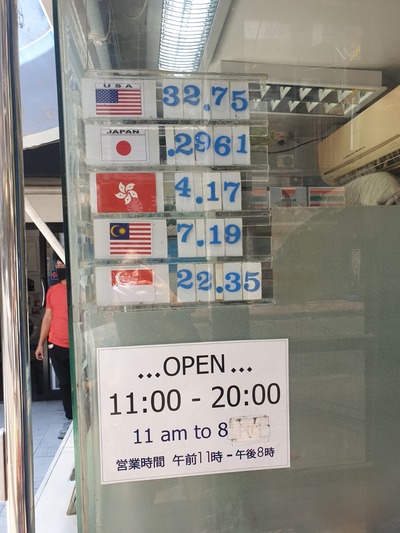 USA
32.75
JAPAN
.2961
4.17
7.19
22.35
...OPEN...
11:00 - 20:00
11 am to 8
営業時間 午前11時 - 午後8時